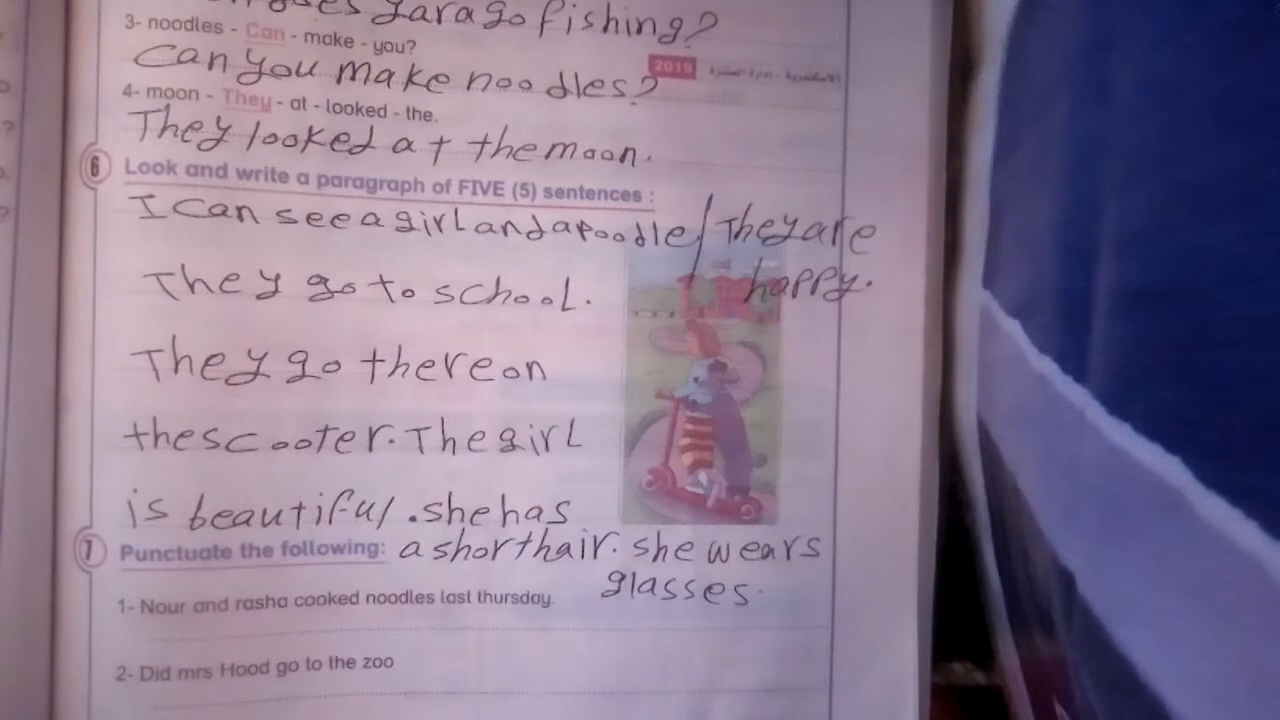 Yara go fishing?
3- noodles - Can - make - you?
2019
Can you make noodles?
4- moon - They - at - looked - the.
They looked at the moon.
6 Look and write a paragraph of FIVE (5) sentences :
I can see a girl and a poodle/They are
happy.
They go to school.
They go there on
the scooter. The girl
is beautiful. she has
7 Punctuate the following: a short hair. she wears
glasses.
1- Nour and rasha cooked noodles last thursday.
2- Did mrs Hood go to the zoo